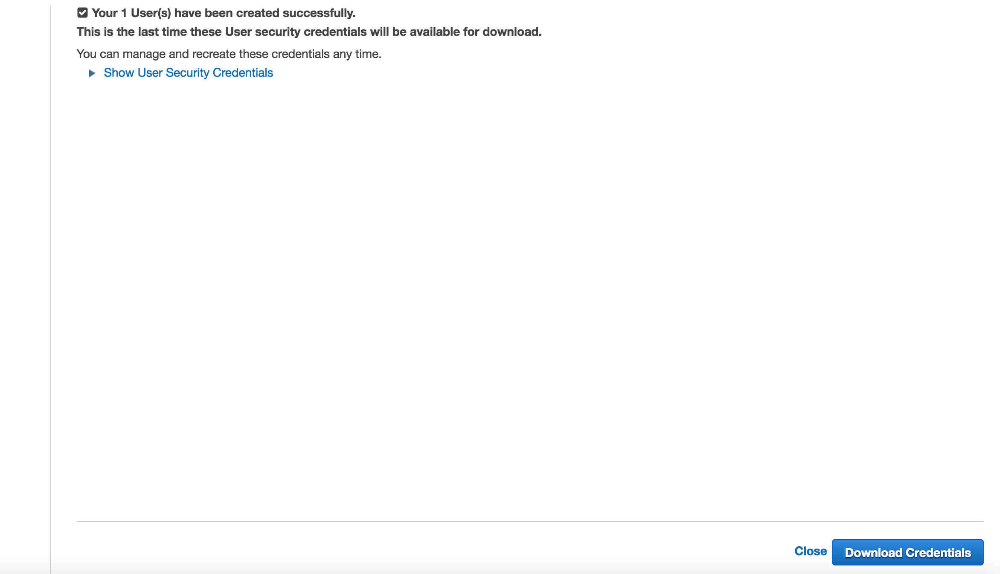 Your 1 User(s) have been created successfully.
This is the last time these User security credentials will be available for download.
You can manage and recreate these credentials any time.
Show User Security Credentials
Close
Download Credentials